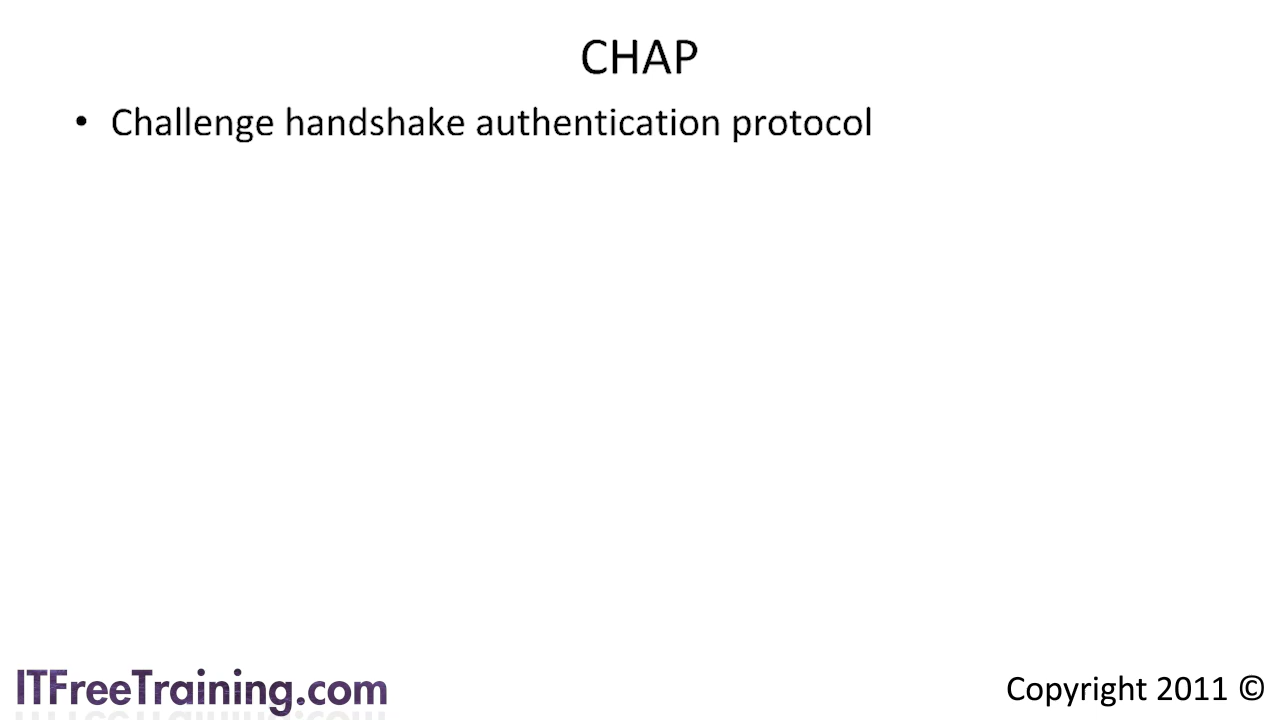 CHAP
• Challenge handshake authentication protocol
ITFreeTraining.com
Copyright 2011 ©